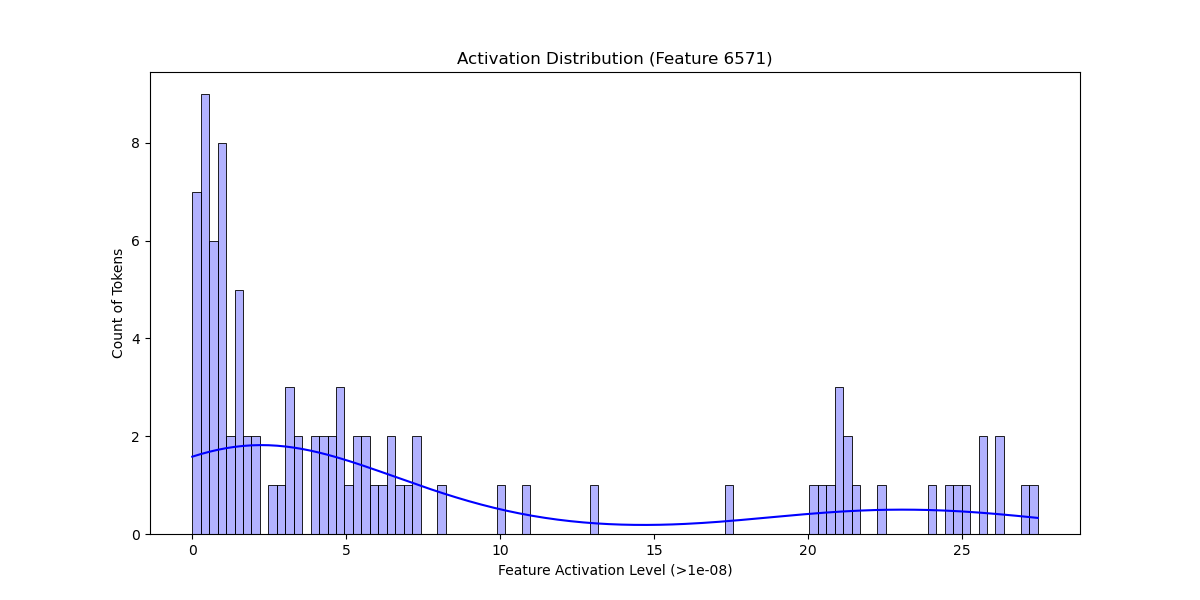 Activation Distribution (Feature 6571)
8
6
4
2
0
Count of Tokens
0 5 10 15 20 25
Feature Activation Level (>1e-08)